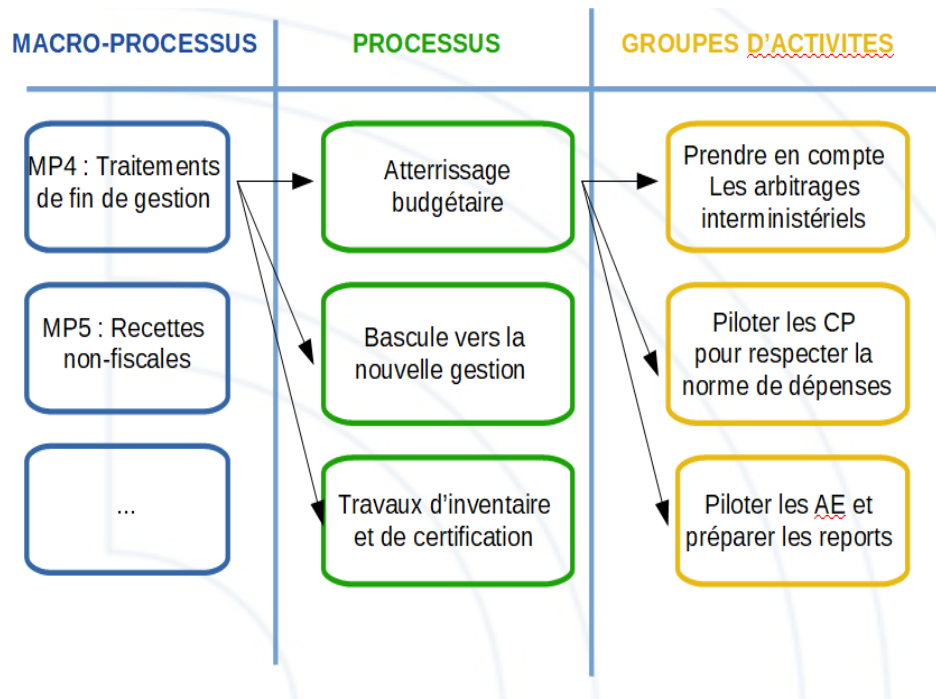 MACRO-PROCESSUS
PROCESSUS
GROUPES D’ACTIVITES
MP4 : Traitements
de fin de gestion
Atterrissage
budgétaire
Prendre en compte
Les arbitrages
interministériels
MP5 : Recettes
non-fiscales
Bascule vers la
nouvelle gestion
Piloter les CP
pour respecter la
norme de dépenses
...
Travaux d’inventaire
et de certification
Piloter les AE et
préparer les reports